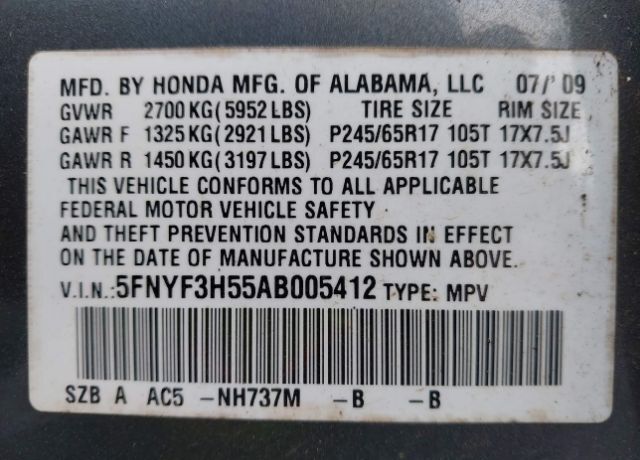 MFD. BY HONDA MFG. OF ALABAMA, LLC 07/'09
GVWR 2700 KG(5952 LBS) TIRE SIZE RIM SIZE
GAWR F 1325 KG(2921 LBS) P245/65R17 105T 17X7.5J
GAWR R 1450 KG(3197 LBS) P245/65R17 105T 17X7.5J
THIS VEHICLE CONFORMS TO ALL APPLICABLE
FEDERAL MOTOR VEHICLE SAFETY
AND THEFT PREVENTION STANDARDS IN EFFECT
ON THE DATE OF MANUFACTURE SHOWN ABOVE.
V.I.N.:5FNYF3H55AB005412 TYPE: MPV
SZB A AC5 -NH737M -B -B